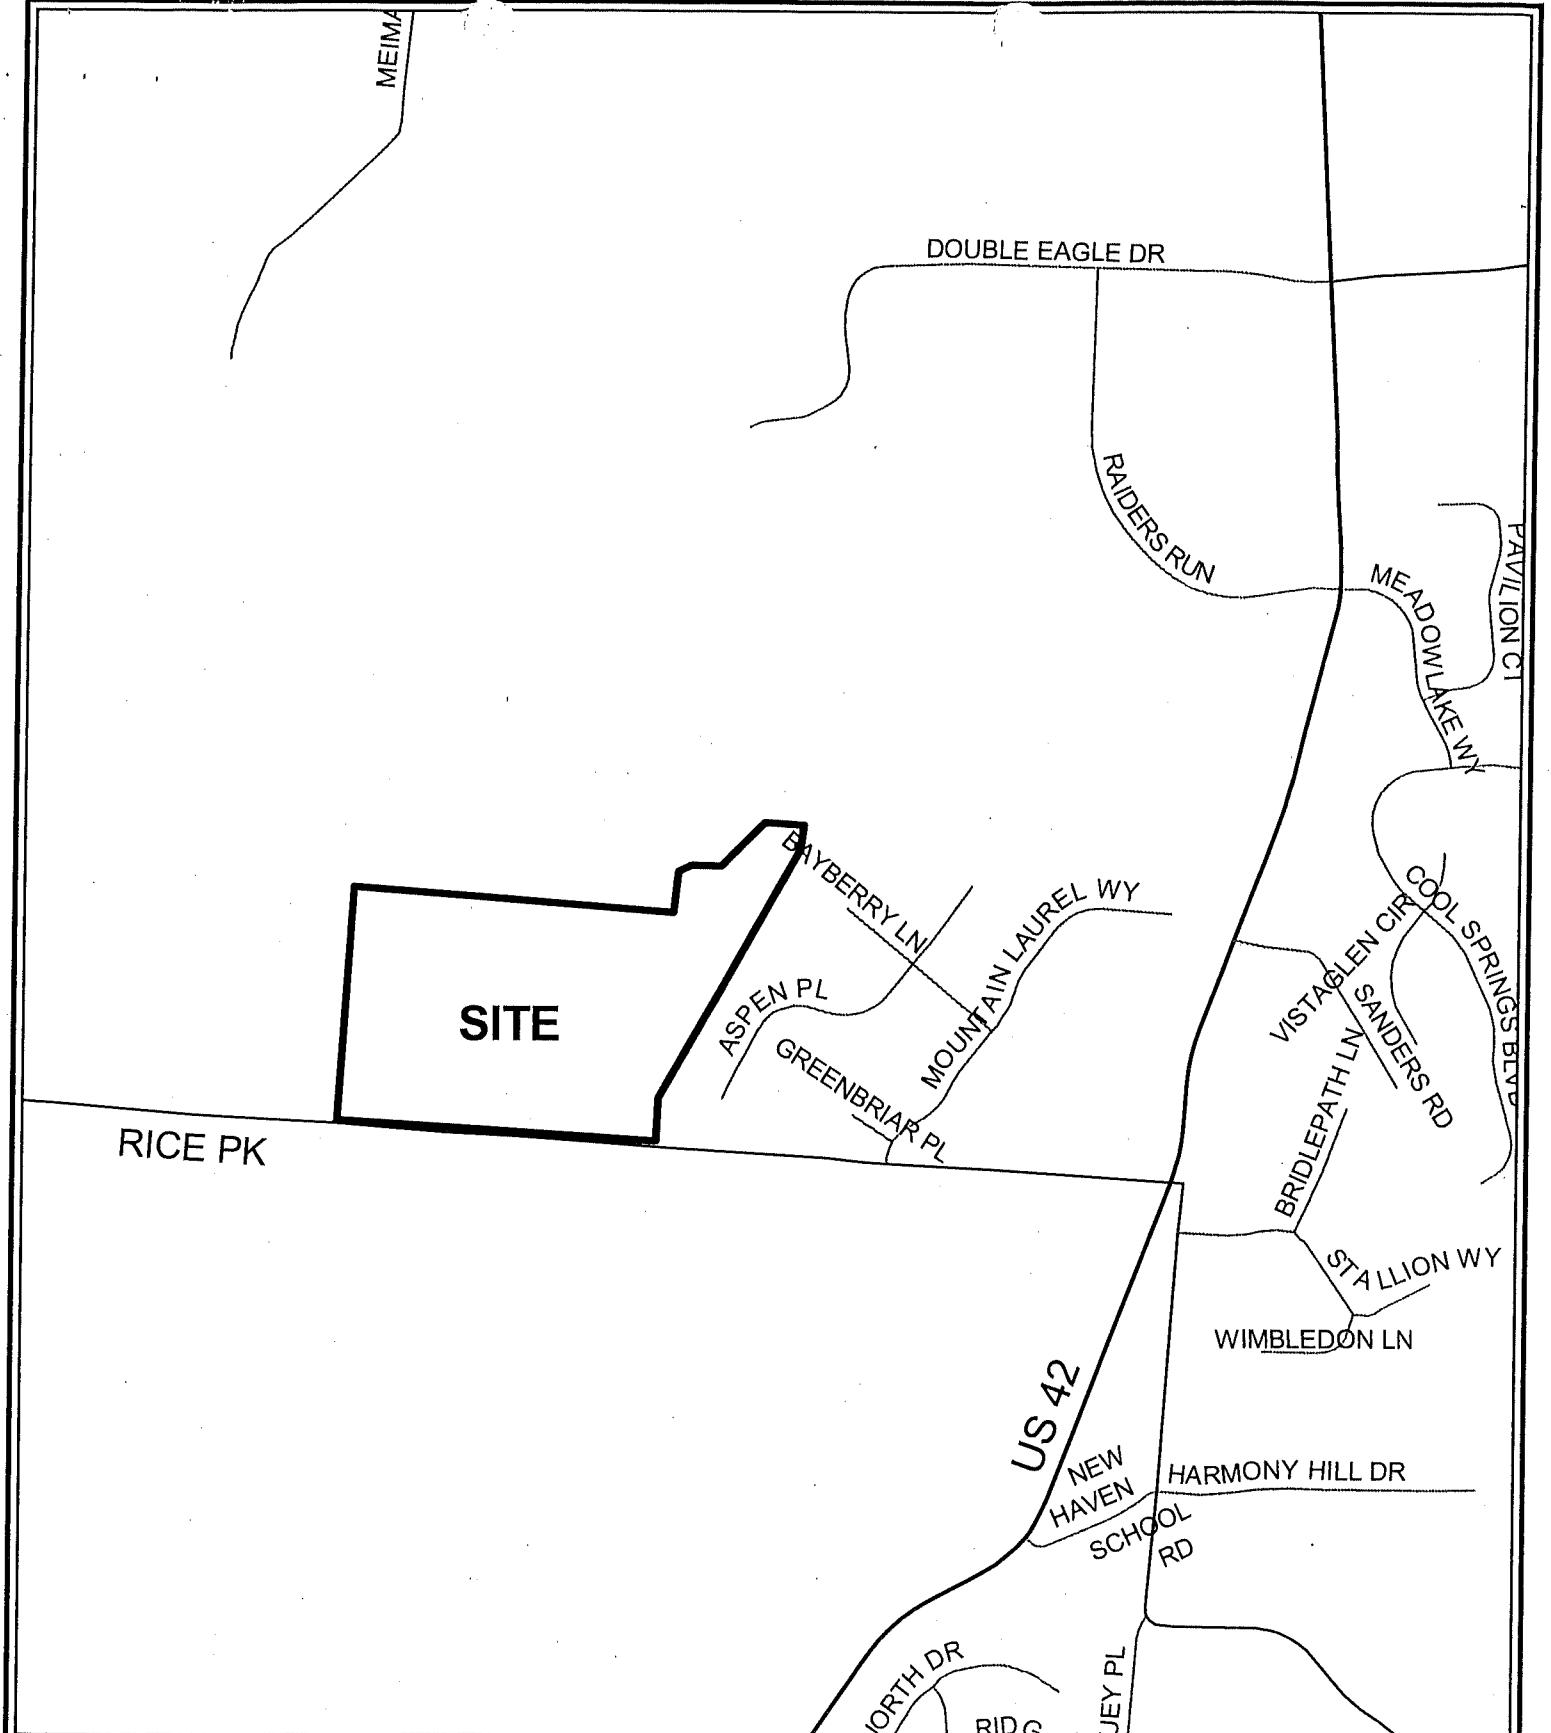 DOUBLE EAGLE DR
RAIDERS RUN
MEADOWLAKE WY
PAVILION CT
BAYBERRY LN
MOUNTAIN LAUREL WY
COOL SPRINGS BLVD
VISTAGLEN CIR
SANDERS RD
ASPEN PL
SITE
GREENBRIAR PL
BRIDLEPATH LN
RICE PK
STALLION WY
WIMBLEDON LN
US 42
NEW
HAVEN
SCHOOL
RD
HARMONY HILL DR